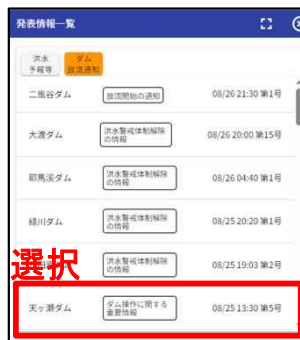 発表情報一覧
洪水
予報等
ダム
放流通知
二風谷ダム
放流開始の通知
08/26 21:30 第1号
大渡ダム
洪水警戒体制解除
の情報
08/26 20:00 第15号
耶馬渓ダム
洪水警戒体制解除
の情報
08/26 04:40 第1号
緑川ダム
洪水警戒体制解除
の情報
08/25 20:20 第1号
選択
洪水警戒体制解除
の情報
08/25 19:03 第2号
天ヶ瀬ダム
ダム操作に関する
重要情報
08/25 13:30 第5号